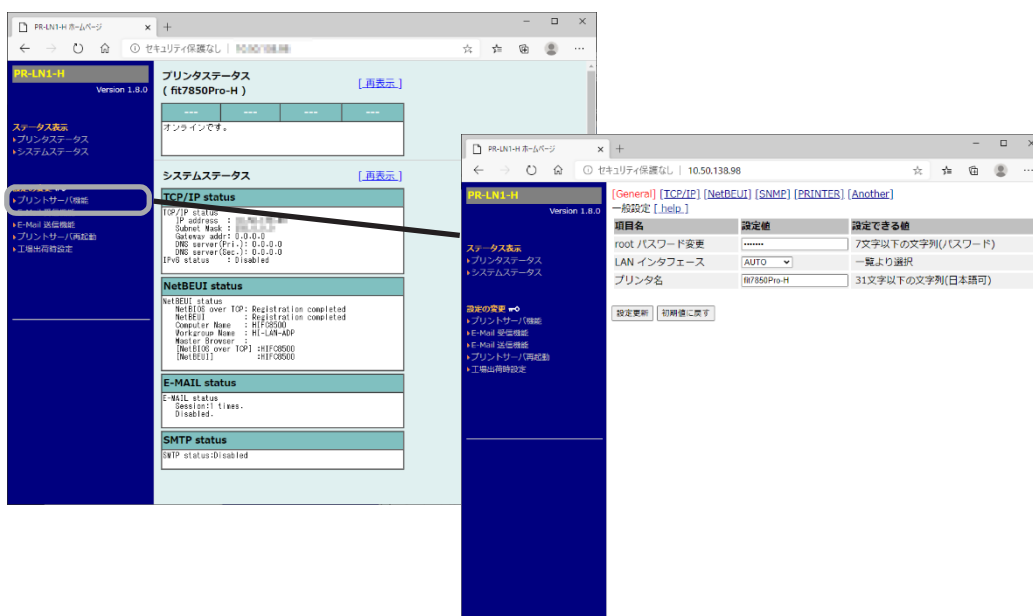 PR-LN1-H ホームページ
セキュリティ保護なし
PR-LN1-H
Version 1.8.0
ステータス表示
プリンタステータス
システムステータス
プリントサーバ機能
E-Mail 送信機能
プリントサーバ再起動
工場出荷時設定
プリンタステータス
( fit7850Pro-H )
[ 再表示 ]
--- --- --- ---
オンラインです。
システムステータス
[ 再表示 ]
TCP/IP status
TCP/IP status
IP address :
Subnet Mask :
Gateway addr: 0.0.0.0
DNS server(Pri.): 0.0.0.0
DNS server(Sec.): 0.0.0.0
IPv6 status : Disabled
NetBEUI status
NetBEUI status
NetBIOS over TCP: Registration completed
NetBEUI : Registration completed
Computer Name : HIFC8500
Workgroup Name : HI-LAN-ADP
Master Browser :
[NetBIOS over TCP] :HIFC8500
[NetBEUI] :HIFC8500
E-MAIL status
E-MAIL status
Session:1 times.
Disabled.
SMTP status
SMTP status:Disabled
PR-LN1-H ホームページ
セキュリティ保護なし | 10.50.138.98
PR-LN1-H
Version 1.8.0
ステータス表示
プリンタステータス
システムステータス
設定の変更
プリントサーバ機能
E-Mail 受信機能
E-Mail 送信機能
プリントサーバ再起動
工場出荷時設定
[General] [TCP/IP] [NetBEUI] [SNMP] [PRINTER] [Another]
一般設定 [ help ]
項目名 設定値 設定できる値
root パスワード変更 ••••••• 7文字以下の文字列(パスワード)
LAN インタフェース AUTO 一覧より選択
プリンタ名 fit7850Pro-H 31文字以下の文字列(日本語可)
設定更新 初期値に戻す